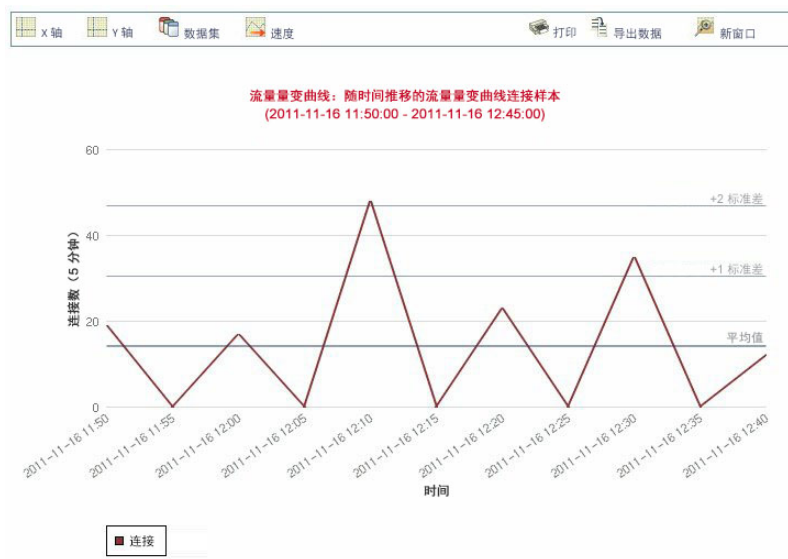 X 轴 Y 轴 数据集 速度 打印 导出数据 新窗口
流量量变曲线：随时间推移的流量量变曲线连接样本
(2011-11-16 11:50:00 - 2011-11-16 12:45:00)
60
+2 标准差
40
+1 标准差
20
平均值
0
连接数（5 分钟）
2011-11-16 11:50
2011-11-16 11:55
2011-11-16 12:00
2011-11-16 12:05
2011-11-16 12:10
2011-11-16 12:15
2011-11-16 12:20
2011-11-16 12:25
2011-11-16 12:30
2011-11-16 12:35
2011-11-16 12:40
时间
连接